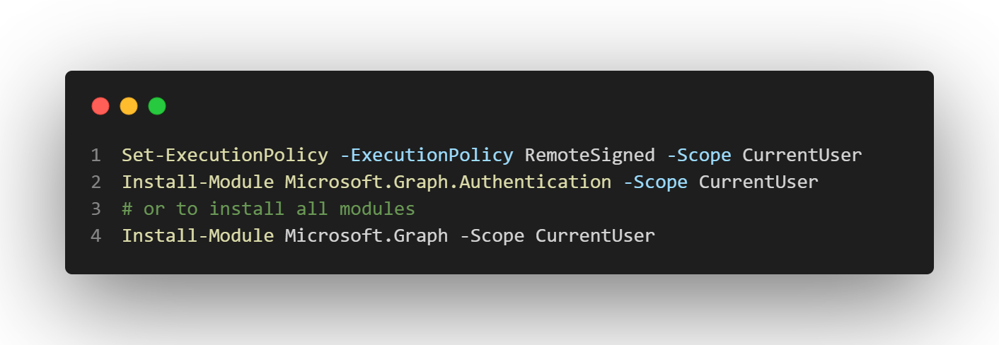 1 Set-ExecutionPolicy -ExecutionPolicy RemoteSigned -Scope CurrentUser
2 Install-Module Microsoft.Graph.Authentication -Scope CurrentUser
3 # or to install all modules
4 Install-Module Microsoft.Graph -Scope CurrentUser